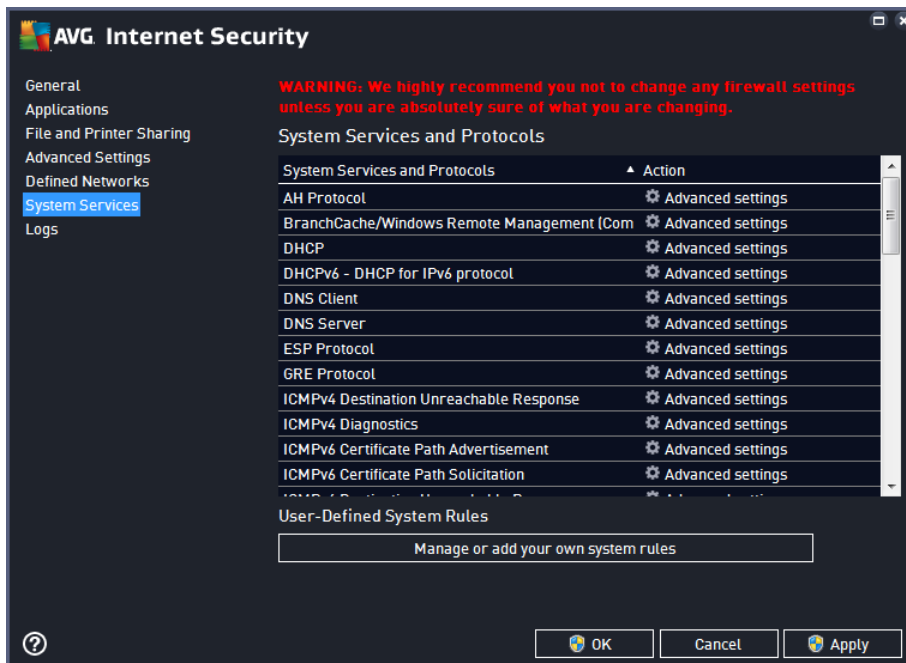 AVG Internet Security
General
Applications
File and Printer Sharing
Advanced Settings
Defined Networks
System Services
Logs
WARNING: We highly recommend you not to change any firewall settings
unless you are absolutely sure of what you are changing.
System Services and Protocols
System Services and Protocols ▲ Action
AH Protocol Advanced settings
BranchCache/Windows Remote Management (Com Advanced settings
DHCP Advanced settings
DHCPv6 - DHCP for IPv6 protocol Advanced settings
DNS Client Advanced settings
DNS Server Advanced settings
ESP Protocol Advanced settings
GRE Protocol Advanced settings
ICMPv4 Destination Unreachable Response Advanced settings
ICMPv4 Diagnostics Advanced settings
ICMPv6 Certificate Path Advertisement Advanced settings
ICMPv6 Certificate Path Solicitation Advanced settings
User-Defined System Rules
Manage or add your own system rules
? OK Cancel Apply